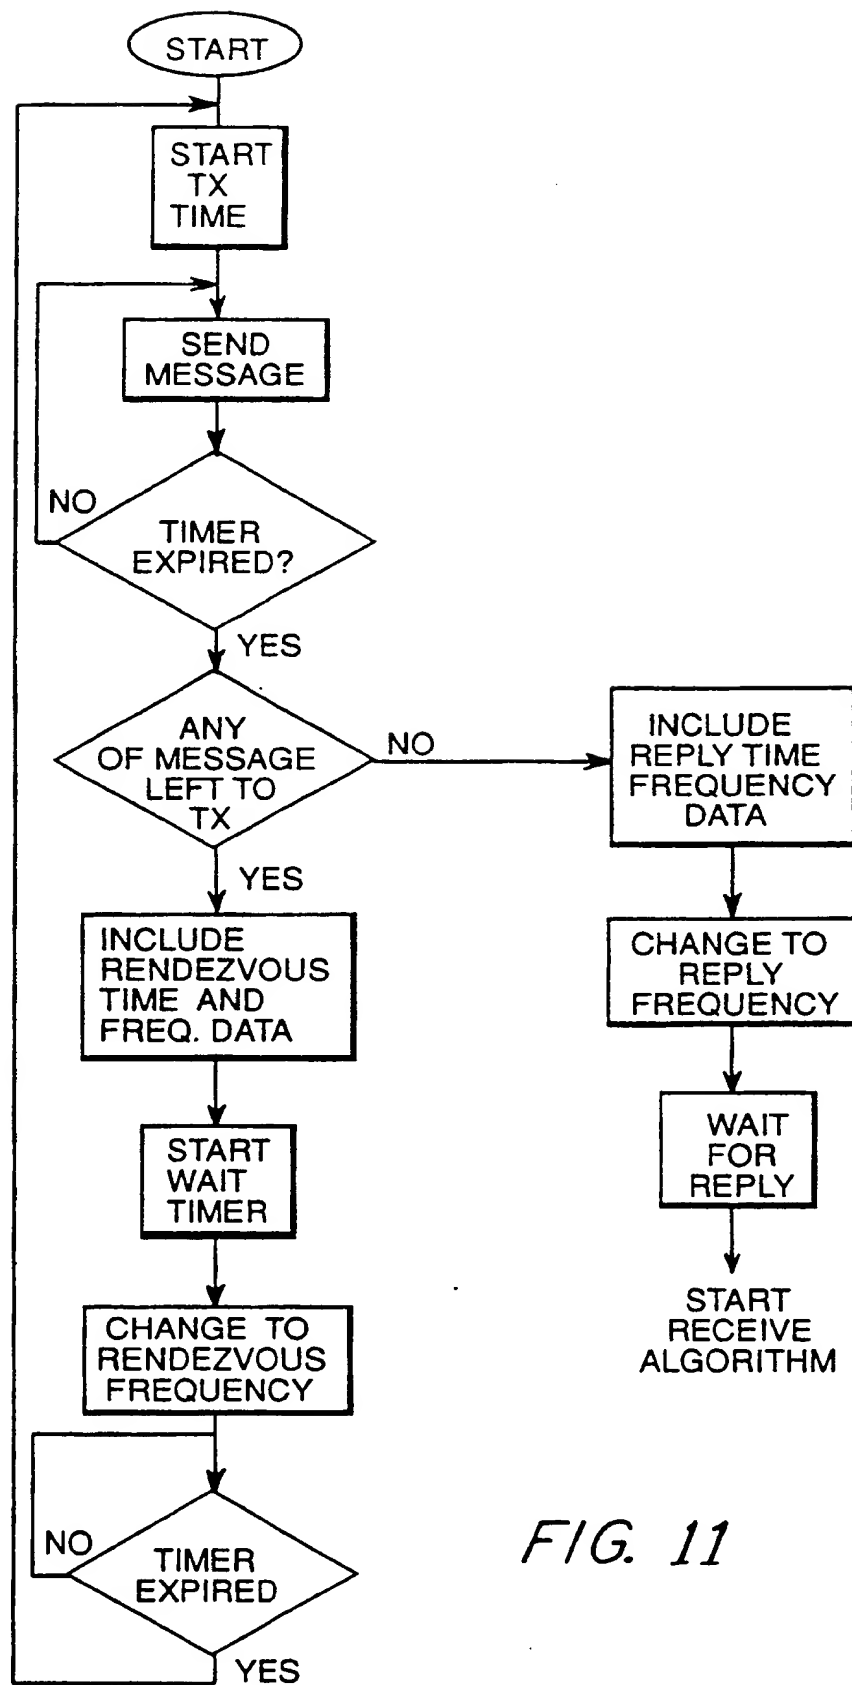 START
START
TX
TIME
SEND
MESSAGE
NO
TIMER
EXPIRED?
YES
ANY
OF MESSAGE
LEFT TO
TX
NO
YES
INCLUDE
RENDEZVOUS
TIME AND
FREQ. DATA
START
WAIT
TIMER
CHANGE TO
RENDEZVOUS
FREQUENCY
NO
TIMER
EXPIRED
YES
INCLUDE
REPLY TIME
FREQUENCY
DATA
CHANGE TO
REPLY
FREQUENCY
WAIT
FOR
REPLY
START
RECEIVE
ALGORITHM
FIG. 11